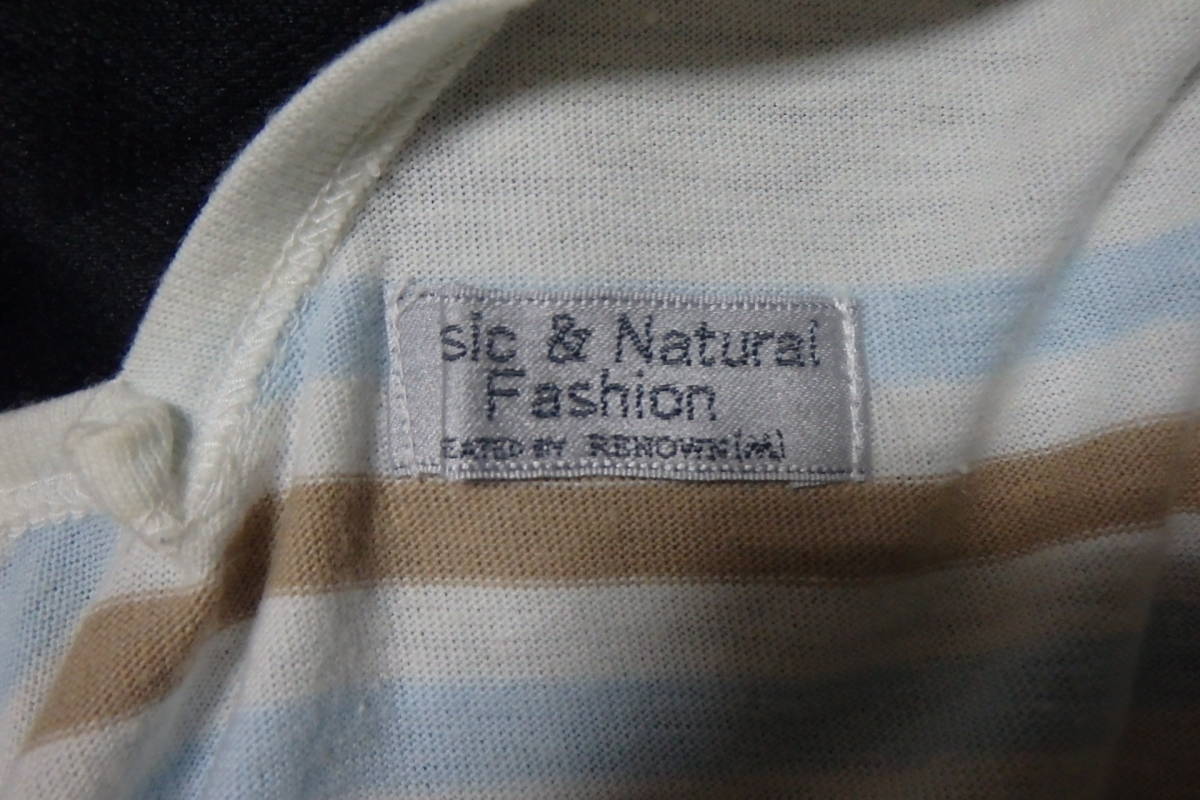 sic & Natural
Fashion
EATED BY RENOWN(M)